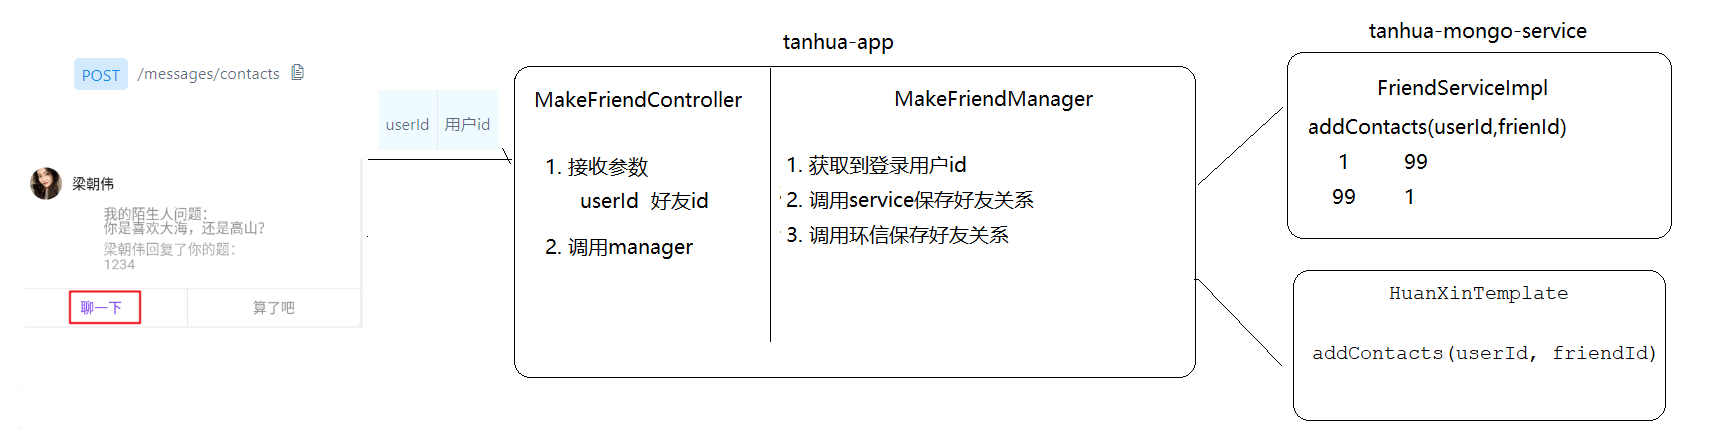 POST /messages/contacts
userId 用户id
梁朝伟
我的陌生人问题：
你是喜欢大海，还是高山？
梁朝伟回复了你的题：
1234
聊一下 算了吧
tanhua-app
MakeFriendController
1. 接收参数
userId 好友id
2. 调用manager
MakeFriendManager
1. 获取到登录用户id
2. 调用service保存好友关系
3. 调用环信保存好友关系
tanhua-mongo-service
FriendServiceImpl
addContacts(userId,frienId)
1 99
99 1
HuanXinTemplate
addContacts(userId, friendId)